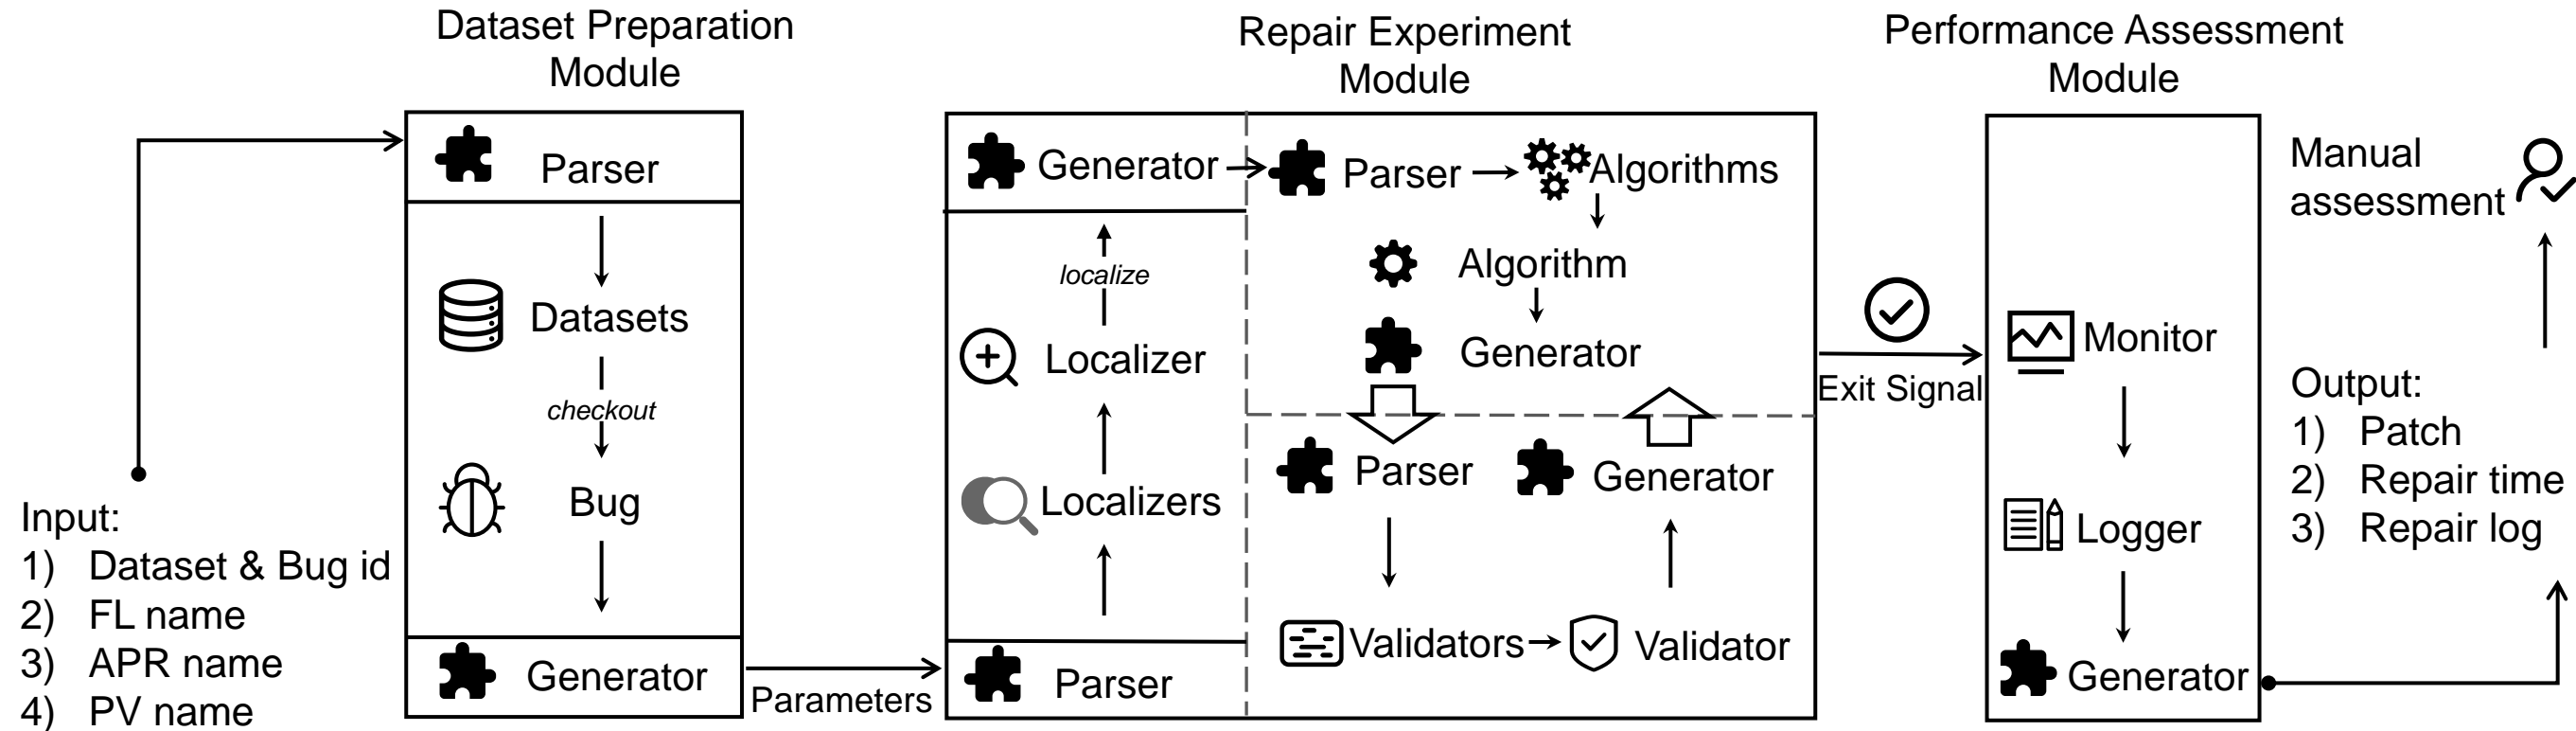 Dataset Preparation
Module
Repair Experiment
Module
Performance Assessment
Module
Input:
1) Dataset & Bug id
2) FL name
3) APR name
4) PV name
Parser
Datasets
checkout
Bug
Generator
Parameters
Generator
localize
Localizer
Localizers
Parser
Parser
Algorithms
Algorithm
Generator
Parser
Generator
Validators
Validator
Exit Signal
Monitor
Logger
Generator
Manual
assessment
Output:
1) Patch
2) Repair time
3) Repair log